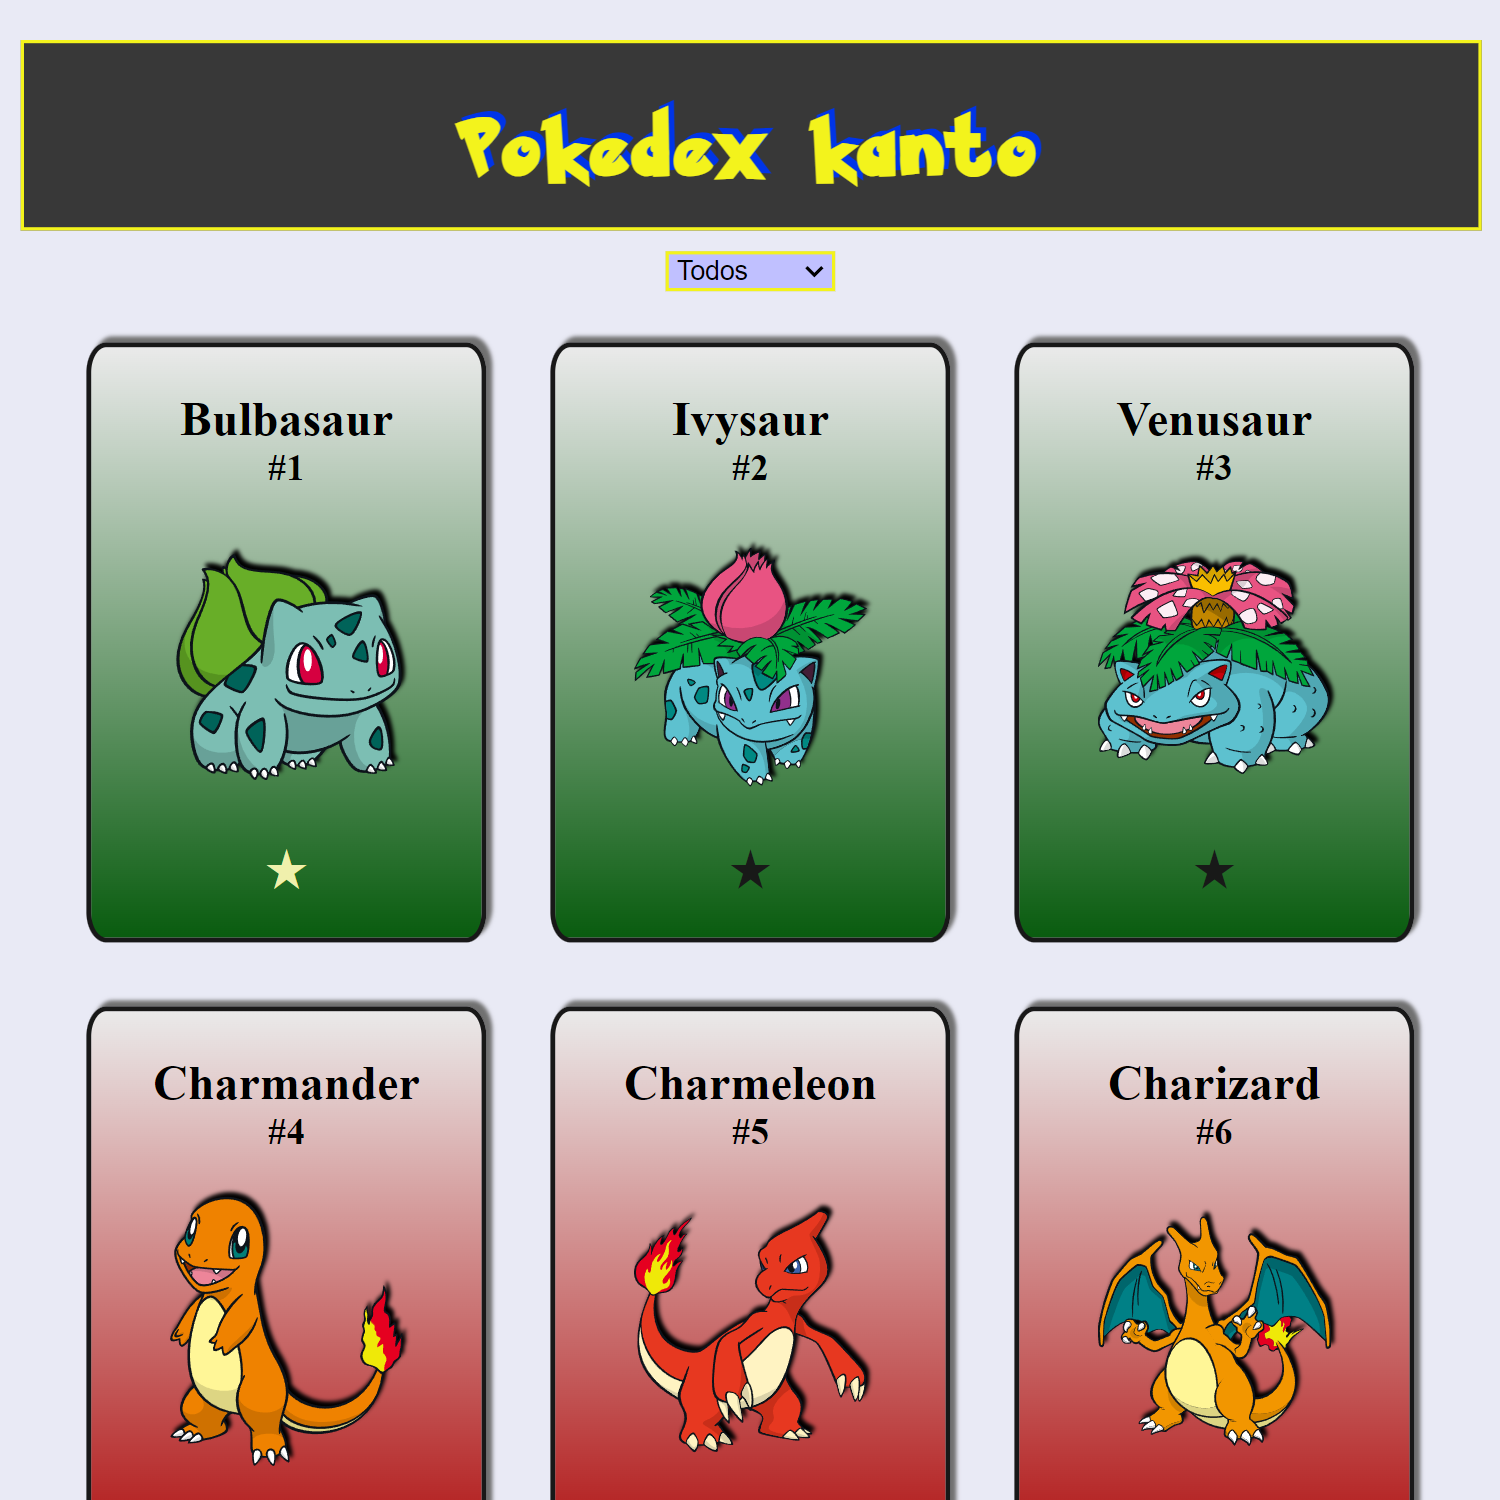 Pokedex kanto
Todos
Bulbasaur
#1
Ivysaur
#2
Venusaur
#3
Charmander
#4
Charmeleon
#5
Charizard
#6